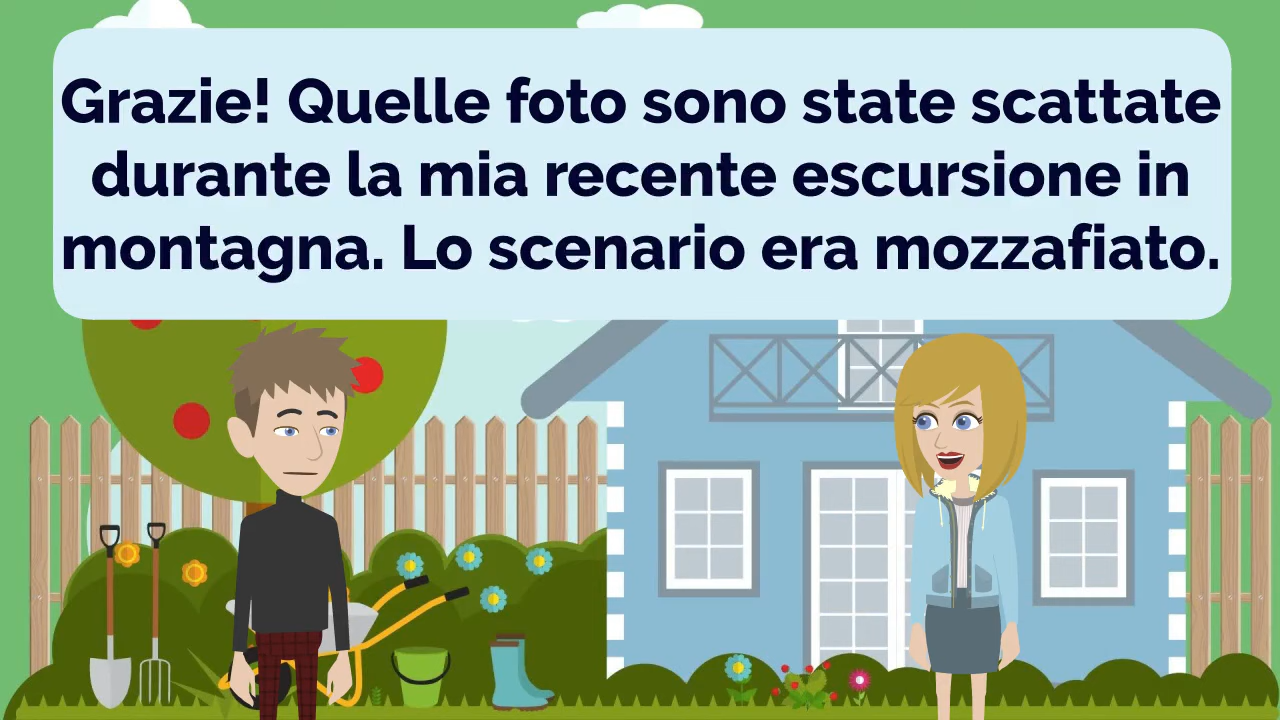 Grazie! Quelle foto sono state scattate
durante la mia recente escursione in
montagna. Lo scenario era mozzafiato.